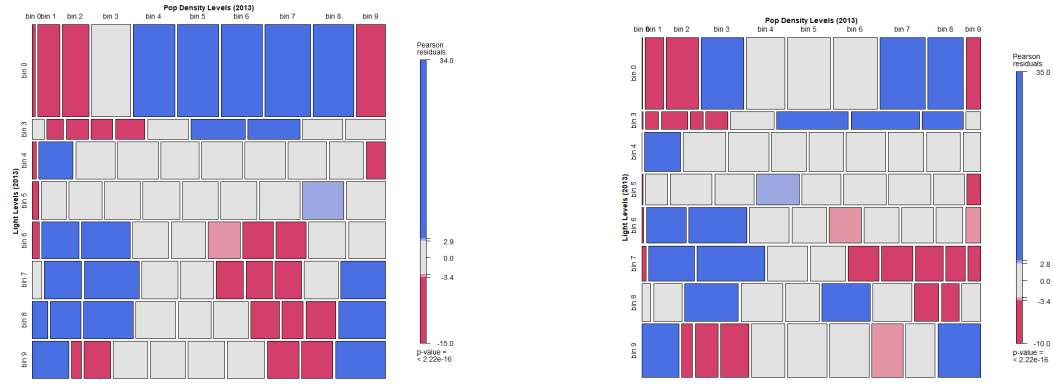 Pop Density Levels (2013)
bin 0 bin 1 bin 2 bin 3 bin 4 bin 5 bin 6 bin 7 bin 8 bin 9
Light Levels (2013)
bin 0
bin 3
bin 4
bin 5
bin 6
bin 7
bin 8
bin 9
Pearson
residuals:
34.0
2.9
0.0
-3.4
-15.0
p-value =
< 2.22e-16
Pop Density Levels (2013)
bin 0 bin 1 bin 2 bin 3 bin 4 bin 5 bin 6 bin 7 bin 8 bin 9
Light Levels (2013)
bin 0
bin 3
bin 4
bin 5
bin 6
bin 7
bin 8
bin 9
Pearson
residuals:
35.0
2.8
0.0
-3.4
-10.0
p-value =
< 2.22e-16